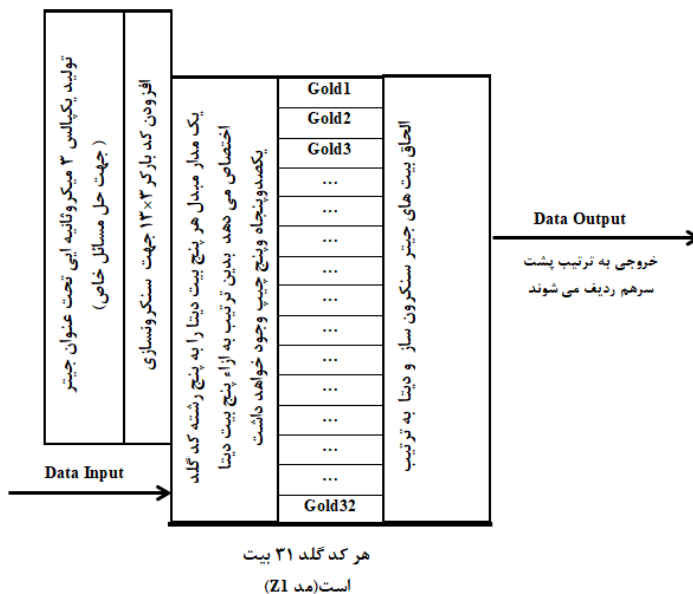 تولید یکپالس ۳ میکروثانیه ایی تحت عنوان جیتر
( جهت حل مسائل خاص)
افزودن کد بارکر ۳×۱۳ جهت سنکرونسازی
یک مدار مبدل هر پنج بیت دیتا را به پنج رشته کد گلد
اختصاص می دهد بدین ترتیب به ازاء پنج بیت دیتا
یکصدوپنجاه وپنج چیپ وجود خواهد داشت
Gold1
Gold2
Gold3
...
...
...
...
...
...
...
...
...
...
...
Gold32
الحاق بیت های جیتر سنکرون ساز و دیتا به ترتیب
Data Output
خروجی به ترتیب پشت
سرهم ردیف می شوند
Data Input
هر کد گلد ۳۱ بیت
است(مد Z1)